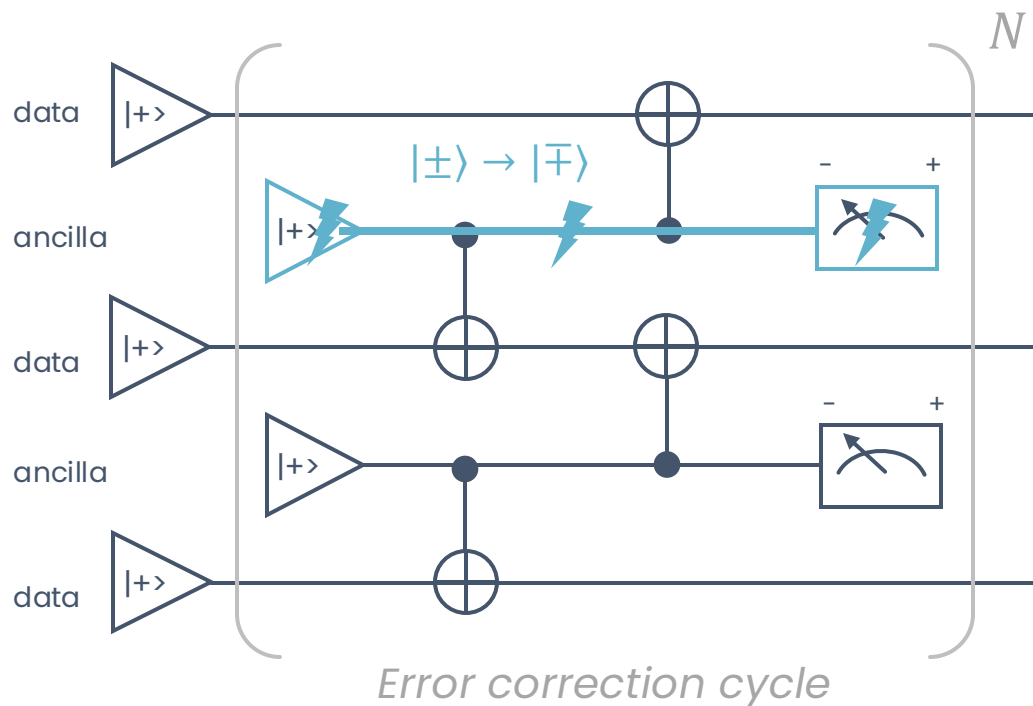 N
data
|+>
|±⟩ → |∓⟩
- +
ancilla
|+>
data
|+>
- +
ancilla
|+>
data
|+>
Error correction cycle